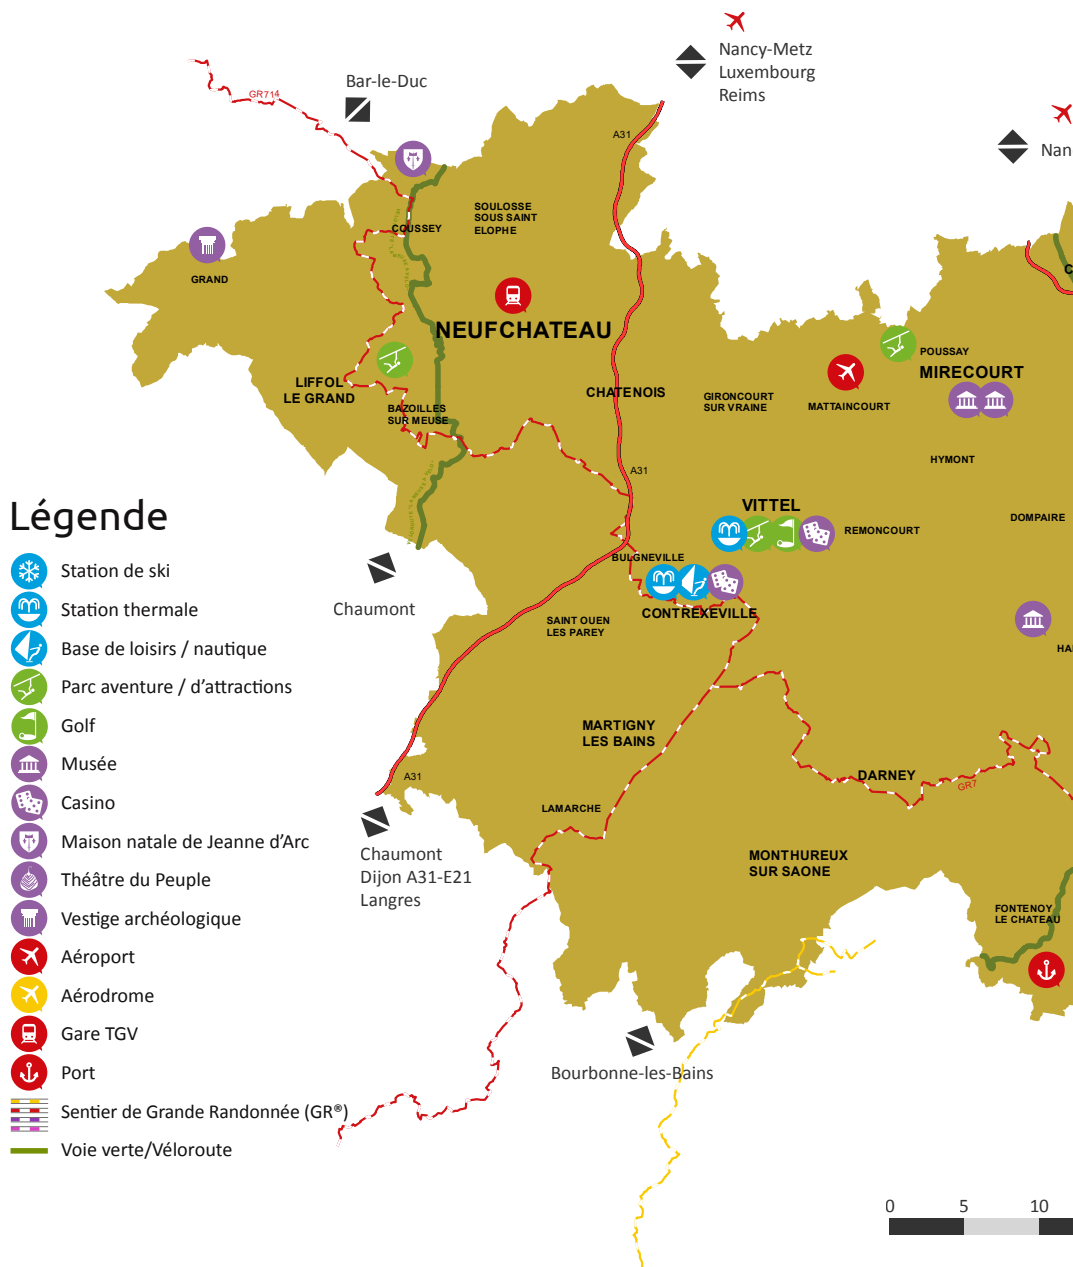 Nancy-Metz
Luxembourg
Reims
Bar-le-Duc
GR714
A31
Nan
SOULOSSE
SOUS SAINT
ELOPHE
COUSSEY
GRAND
C
NEUFCHATEAU
POUSSAY
MIRECOURT
LIFFOL
LE GRAND
CHATENOIS
GIRONCOURT
SUR VRAINE
MATTAINCOURT
BAZOILLES
SUR MEUSE
HYMONT
A31
VITTEL
REMONCOURT
DOMPAIRE
BULGNEVILLE
CONTREXEVILLE
SAINT OUEN
LES PAREY
HA
Chaumont
MARTIGNY
LES BAINS
DARNEY
GR7
A31
LAMARCHE
Chaumont
Dijon A31-E21
Langres
MONTHUREUX
SUR SAONE
FONTENOY
LE CHATEAU
Bourbonne-les-Bains
Légende
Station de ski
Station thermale
Base de loisirs / nautique
Parc aventure / d'attractions
Golf
Musée
Casino
Maison natale de Jeanne d'Arc
Théâtre du Peuple
Vestige archéologique
Aéroport
Aérodrome
Gare TGV
Port
Sentier de Grande Randonnée (GR®)
Voie verte/Véloroute
0 5 10